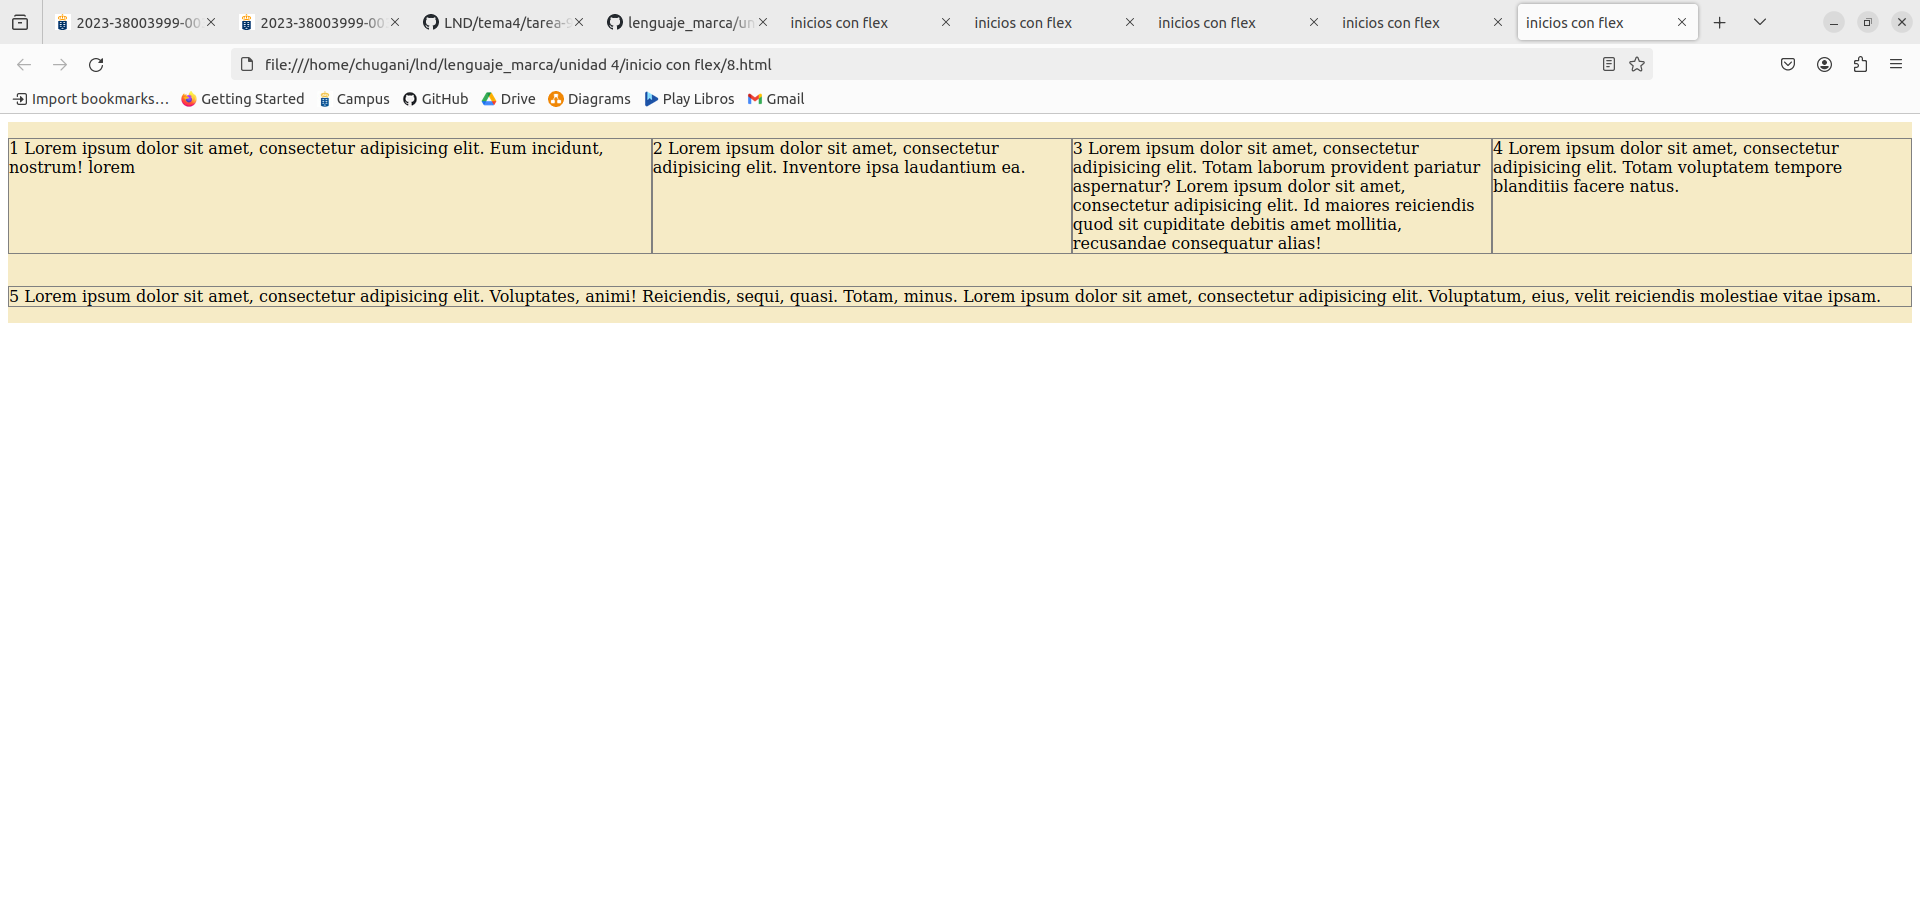 2023-38003999-00
2023-38003999-00
LND/tema4/tarea-9
lenguaje_marca/un
inicios con flex
inicios con flex
inicios con flex
inicios con flex
inicios con flex
file:///home/chugani/lnd/lenguaje_marca/unidad 4/inicio con flex/8.html
Import bookmarks…
Getting Started
Campus
GitHub
Drive
Diagrams
Play Libros
Gmail
1 Lorem ipsum dolor sit amet, consectetur adipisicing elit. Eum incidunt,
nostrum! lorem
2 Lorem ipsum dolor sit amet, consectetur
adipisicing elit. Inventore ipsa laudantium ea.
3 Lorem ipsum dolor sit amet, consectetur
adipisicing elit. Totam laborum provident pariatur
aspernatur? Lorem ipsum dolor sit amet,
consectetur adipisicing elit. Id maiores reiciendis
quod sit cupiditate debitis amet mollitia,
recusandae consequatur alias!
4 Lorem ipsum dolor sit amet, consectetur
adipisicing elit. Totam voluptatem tempore
blanditiis facere natus.
5 Lorem ipsum dolor sit amet, consectetur adipisicing elit. Voluptates, animi! Reiciendis, sequi, quasi. Totam, minus. Lorem ipsum dolor sit amet, consectetur adipisicing elit. Voluptatum, eius, velit reiciendis molestiae vitae ipsam.